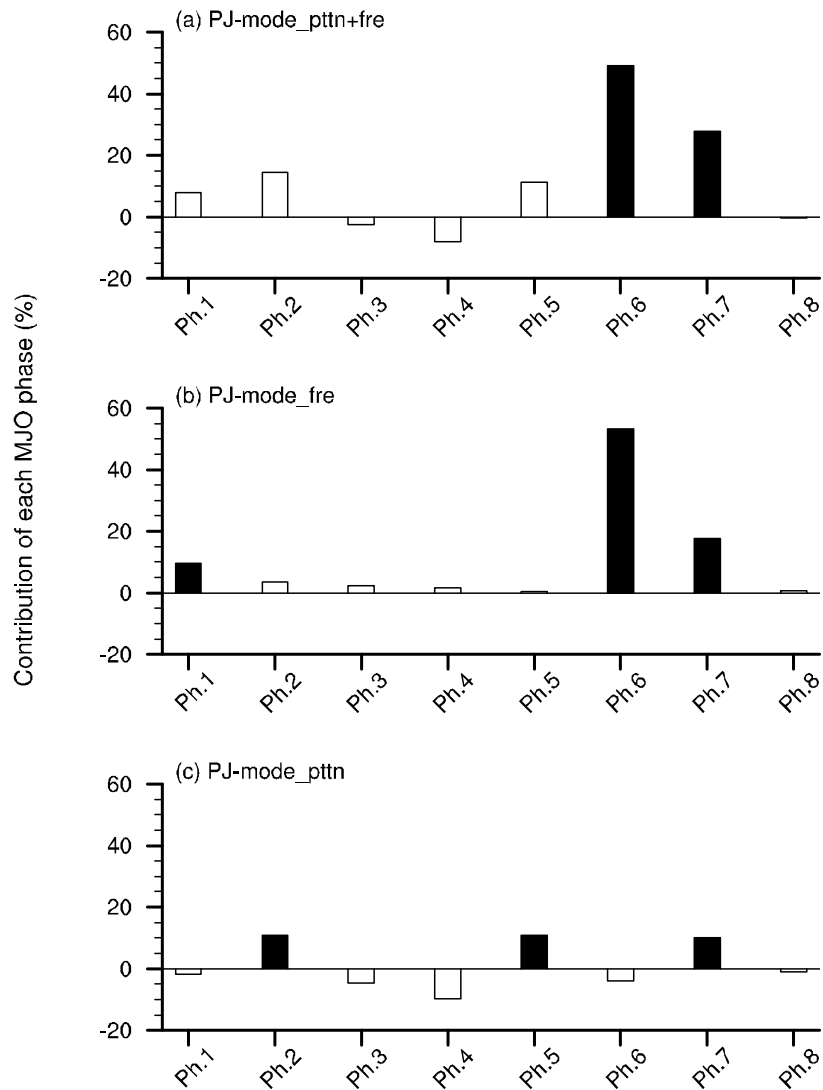 Contribution of each MJO phase (%)
(a) PJ-mode_pttn+fre
60
40
20
0
-20
Ph.1 Ph.2 Ph.3 Ph.4 Ph.5 Ph.6 Ph.7 Ph.8
(b) PJ-mode_fre
60
40
20
0
-20
Ph.1 Ph.2 Ph.3 Ph.4 Ph.5 Ph.6 Ph.7 Ph.8
(c) PJ-mode_pttn
60
40
20
0
-20
Ph.1 Ph.2 Ph.3 Ph.4 Ph.5 Ph.6 Ph.7 Ph.8